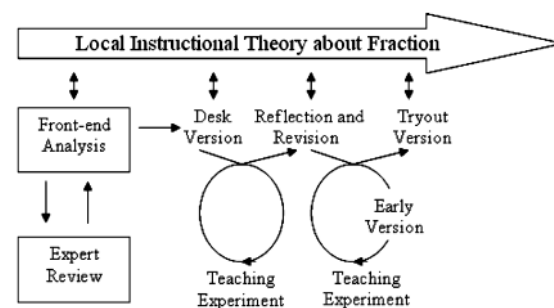 Local Instructional Theory about Fraction
Front-end
Analysis
Desk
Version
Reflection and
Revision
Tryout
Version
Early
Version
Expert
Review
Teaching
Experiment
Teaching
Experiment